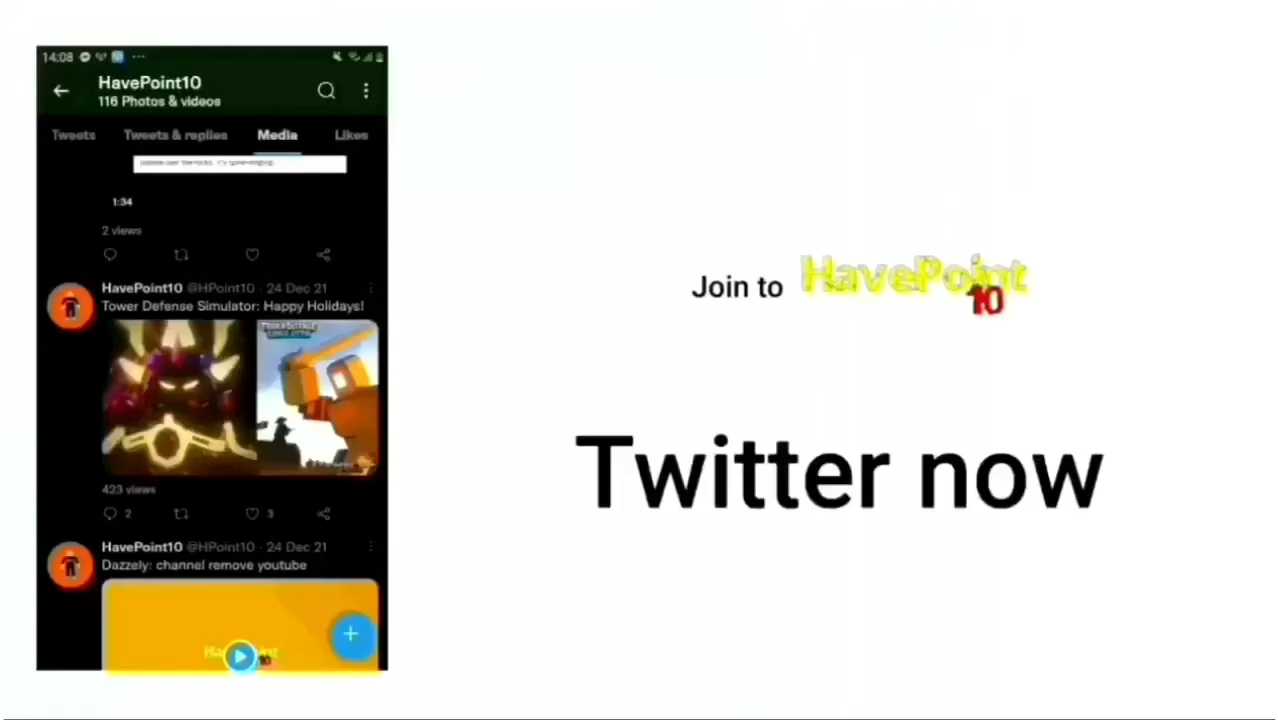 14:08
HavePoint10
116 Photos & videos
Tweets Tweets & replies Media Likes
1:34
2 views
HavePoint10 @HPoint10 · 24 Dec 21
Tower Defense Simulator: Happy Holidays!
423 views
2 3
HavePoint10 @HPoint10 · 24 Dec 21
Dazzely: channel remove youtube
Join to HavePoint
10
Twitter now